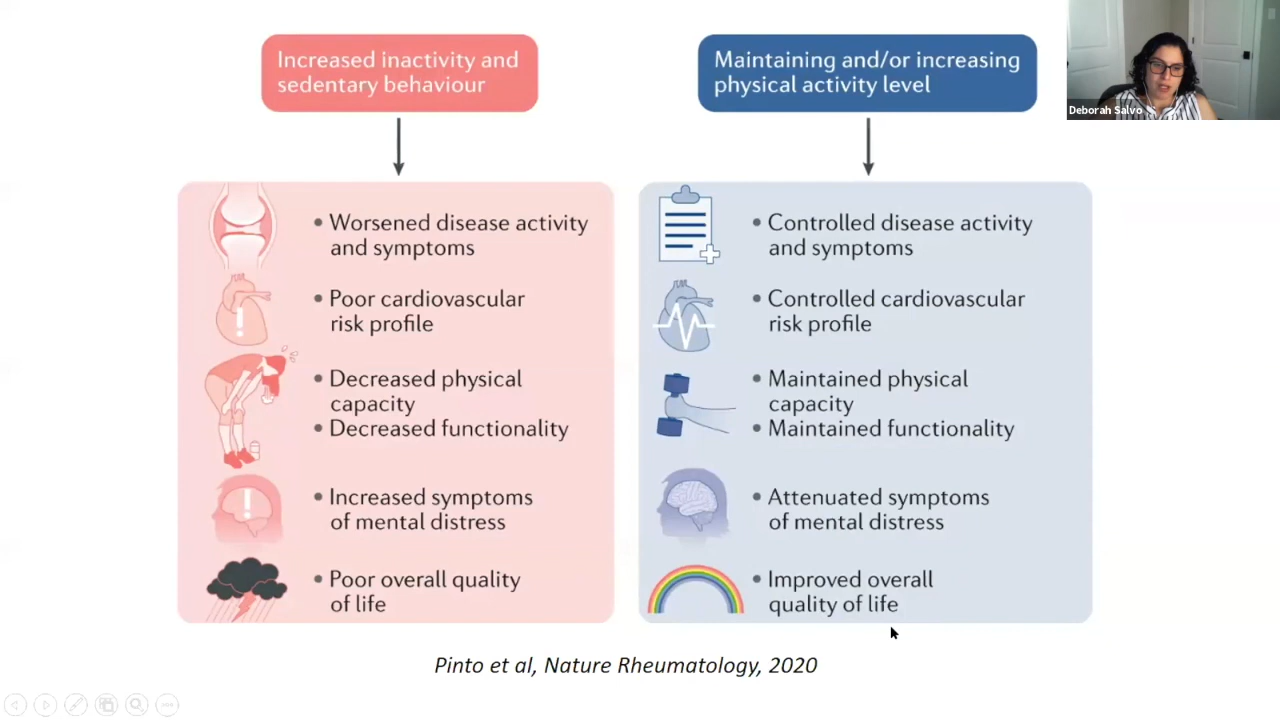 Increased inactivity and
sedentary behaviour
Maintaining and/or increasing
physical activity level
Deborah Salvo
• Worsened disease activity
and symptoms
• Poor cardiovascular
risk profile
• Decreased physical
capacity
• Decreased functionality
• Increased symptoms
of mental distress
• Poor overall quality
of life
• Controlled disease activity
and symptoms
• Controlled cardiovascular
risk profile
• Maintained physical
capacity
• Maintained functionality
• Attenuated symptoms
of mental distress
• Improved overall
quality of life
Pinto et al, Nature Rheumatology, 2020